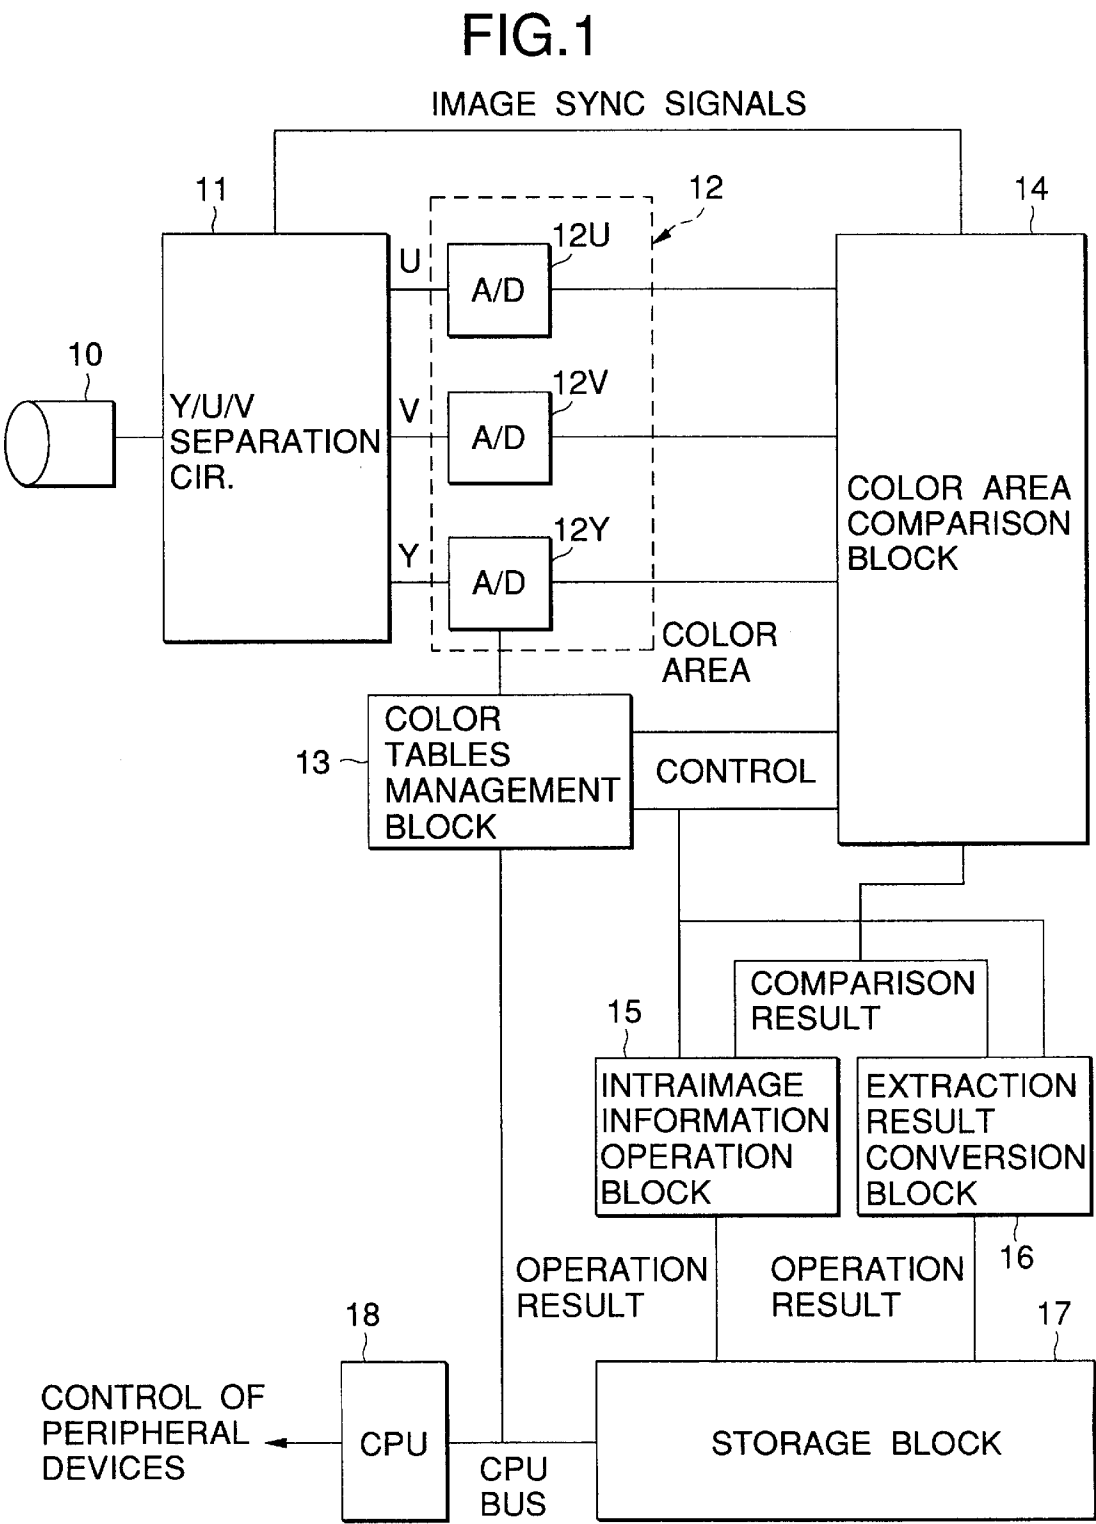 FIG.1
IMAGE SYNC SIGNALS
11
12
14
U
12U
A/D
10
V
12V
A/D
Y/U/V
SEPARATION
CIR.
COLOR AREA
COMPARISON
BLOCK
Y
12Y
A/D
COLOR
AREA
13
COLOR
TABLES
MANAGEMENT
BLOCK
CONTROL
COMPARISON
RESULT
15
INTRAIMAGE
INFORMATION
OPERATION
BLOCK
EXTRACTION
RESULT
CONVERSION
BLOCK
16
OPERATION
RESULT
OPERATION
RESULT
18
17
CONTROL OF
PERIPHERAL
DEVICES
CPU
CPU
BUS
STORAGE BLOCK